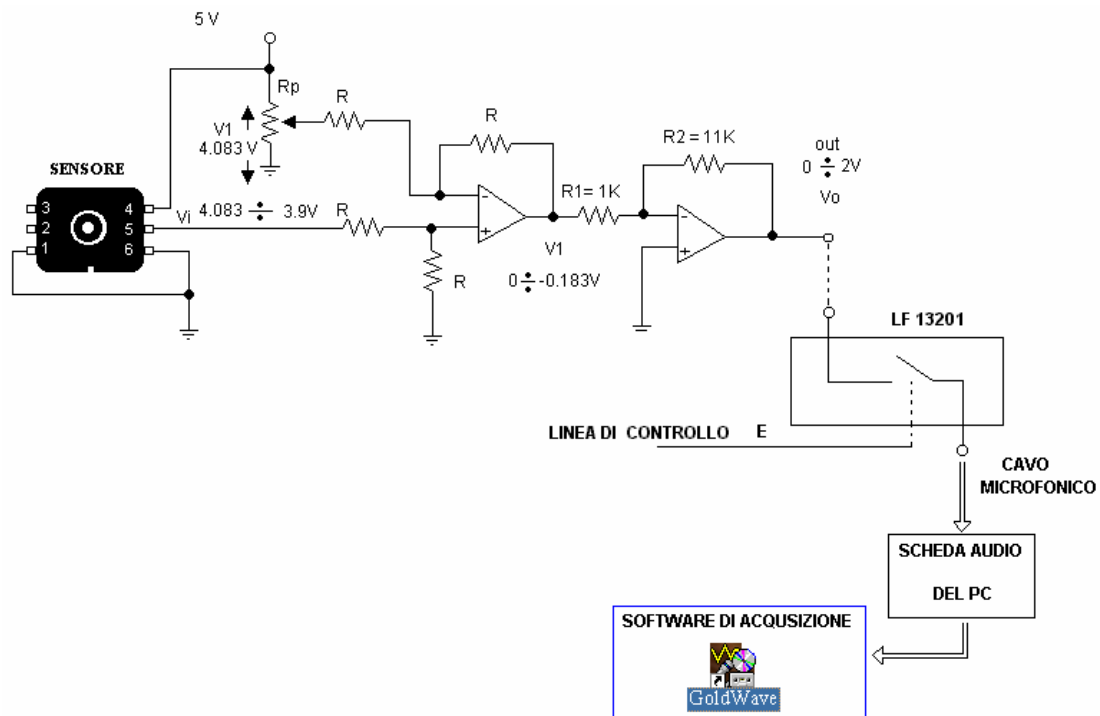 5 V
Rp
R
R
V1
4.083 V
R2 = 11K
out
0 ÷ 2V
Vo
SENSORE
R1= 1K
3
4
2
5
1
6
Vi
4.083 ÷ 3.9V
R
-
+
-
+
V1
0 ÷ -0.183V
R
LF 13201
LINEA DI CONTROLLO E
CAVO
MICROFONICO
SCHEDA AUDIO
DEL PC
SOFTWARE DI ACQUSIZIONE
GoldWave